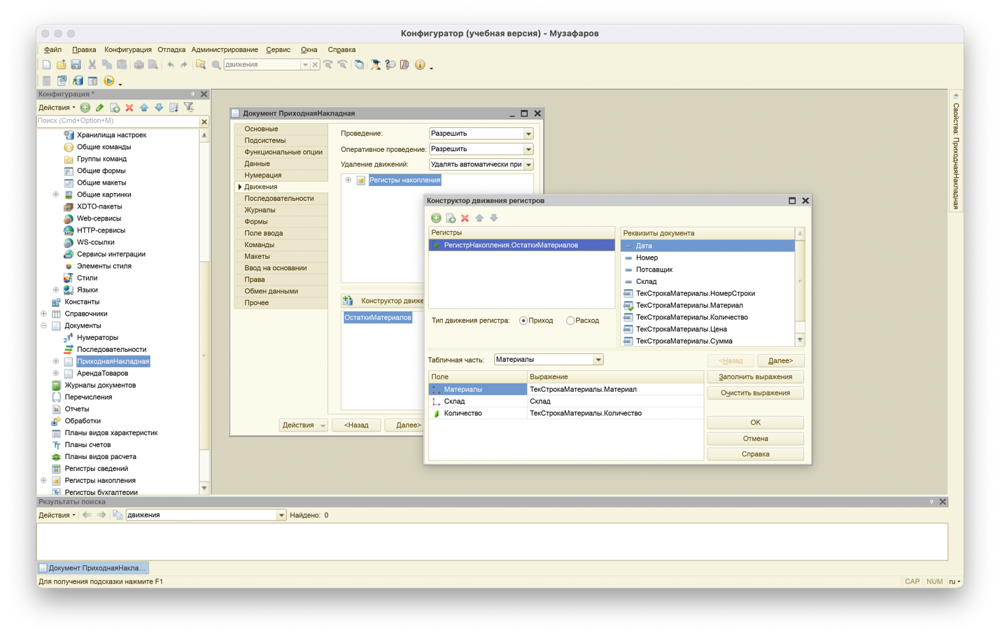 Конфигуратор (учебная версия) - Музафаров
Файл Правка Конфигурация Отладка Администрирование Сервис Окна Справка
движения
Конфигурация *
Действия
Поиск (Cmd+Option+M)
Хранилища настроек
Общие команды
Группы команд
Общие формы
Общие макеты
Общие картинки
XDTO-пакеты
Web-сервисы
HTTP-сервисы
WS-ссылки
Сервисы интеграции
Элементы стиля
Стили
Языки
Константы
Справочники
Документы
Нумераторы
Последовательности
ПриходнаяНакладная
АрендаТоваров
Журналы документов
Перечисления
Отчеты
Обработки
Планы видов характеристик
Планы счетов
Планы видов расчета
Регистры сведений
Регистры накопления
Регистры бухгалтерии
Документ ПриходнаяНакладная
Основные
Подсистемы
Функциональные опции
Данные
Нумерация
Движения
Последовательности
Журналы
Формы
Поле ввода
Команды
Макеты
Ввод на основании
Права
Обмен данными
Прочее
Проведение: Разрешить
Оперативное проведение: Разрешить
Удаление движений: Удалять автоматически при
Регистры накопления
Конструктор движе
ОстаткиМатериалов
Действия <Назад Далее>
Конструктор движения регистров
Регистры
РегистрНакопления.ОстаткиМатериалов
Реквизиты документа
Дата
Номер
Потсавщик
Склад
ТекСтрокаМатериалы.НомерСтроки
ТекСтрокаМатериалы.Материал
ТекСтрокаМатериалы.Количество
ТекСтрокаМатериалы.Цена
ТекСтрокаМатериалы.Сумма
Тип движения регистра: Приход Расход
Табличная часть: Материалы
<Назад Далее>
Поле Выражение
Материалы ТекСтрокаМатериалы.Материал
Склад Склад
Количество ТекСтрокаМатериалы.Количество
Заполнить выражения
Очистить выражения
OK
Отмена
Справка
Свойства: ПриходнаяНакладная
Результаты поиска
Действия движения Найдено: 0
Документ ПриходнаяНакла...
Для получения подсказки нажмите F1
CAP NUM ru